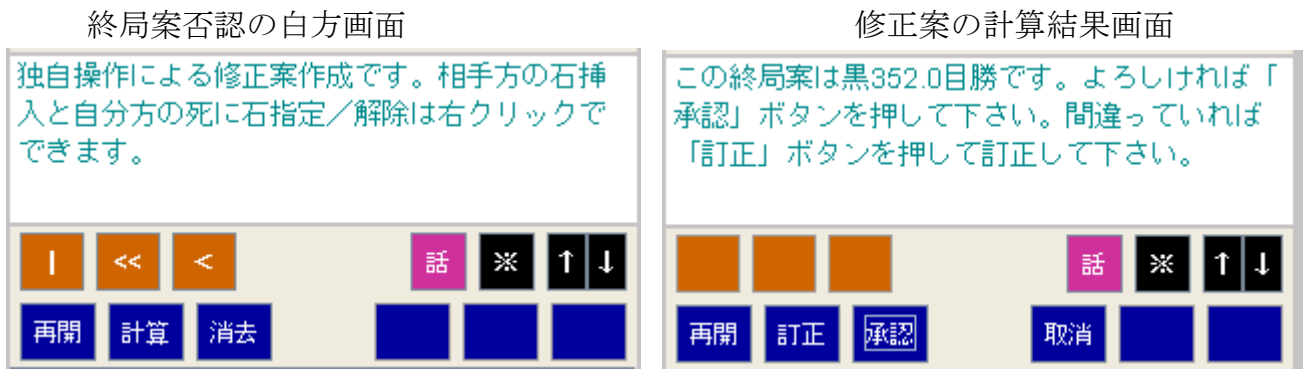 終局案否認の白方画面
独自操作による修正案作成です。相手方の石挿
入と自分方の死に石指定／解除は右クリックで
できます。
| << < 話 ※ ↑ ↓
再開 計算 消去
修正案の計算結果画面
この終局案は黒352.0目勝です。よろしければ「
承認」ボタンを押して下さい。間違っていれば
「訂正」ボタンを押して訂正して下さい。
話 ※ ↑ ↓
再開 訂正 承認 取消